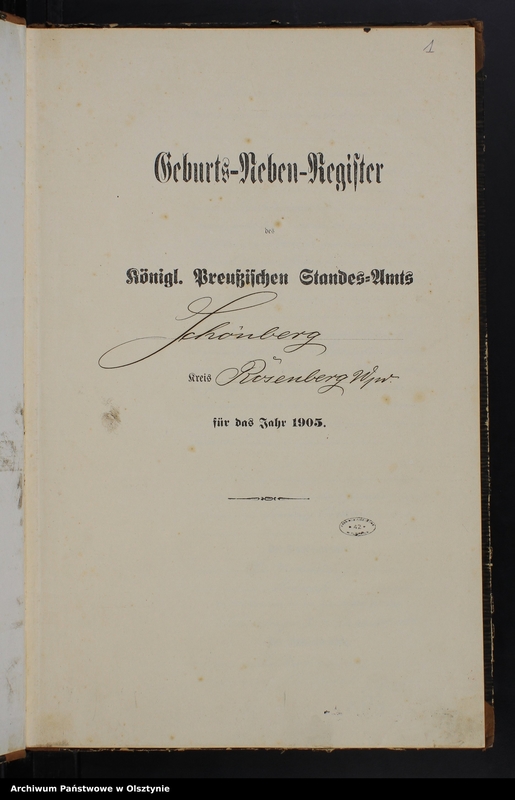 1
Geburts-Neben-Register
des
Königl. Preußischen Standes-Amts
Schönberg
Kreis Rosenberg Wpr
für das Jahr 1905.
42
Archiwum Państwowe w Olsztynie